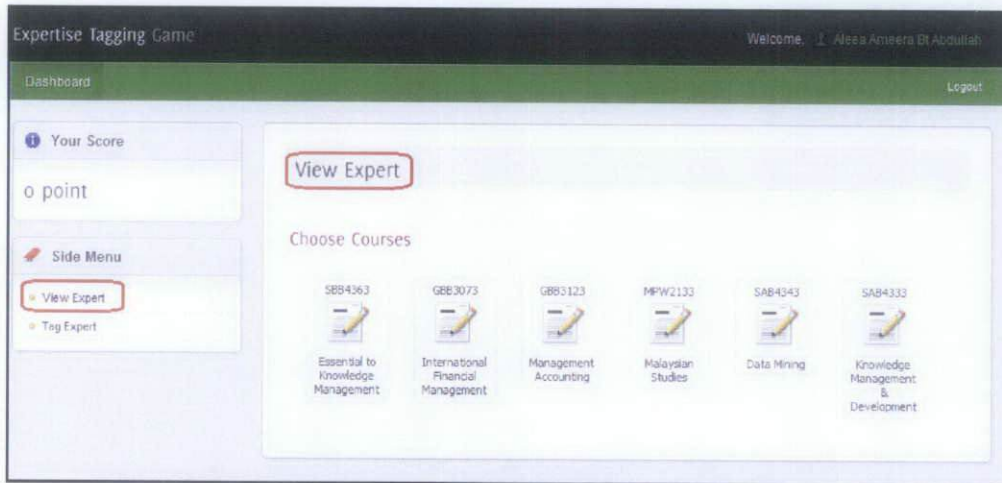 Expertise Tagging Game
Welcome, Aleea Ameera Bt Abdullah
Dashboard
Logout
Your Score
0 point
Side Menu
View Expert
Tag Expert
View Expert
Choose Courses
SBB4363
Essential to
Knowledge
Management
GBB3073
International
Financial
Management
GBB3123
Management
Accounting
MPW2133
Malaysian
Studies
SAB4343
Data Mining
SAB4333
Knowledge
Management
&
Development